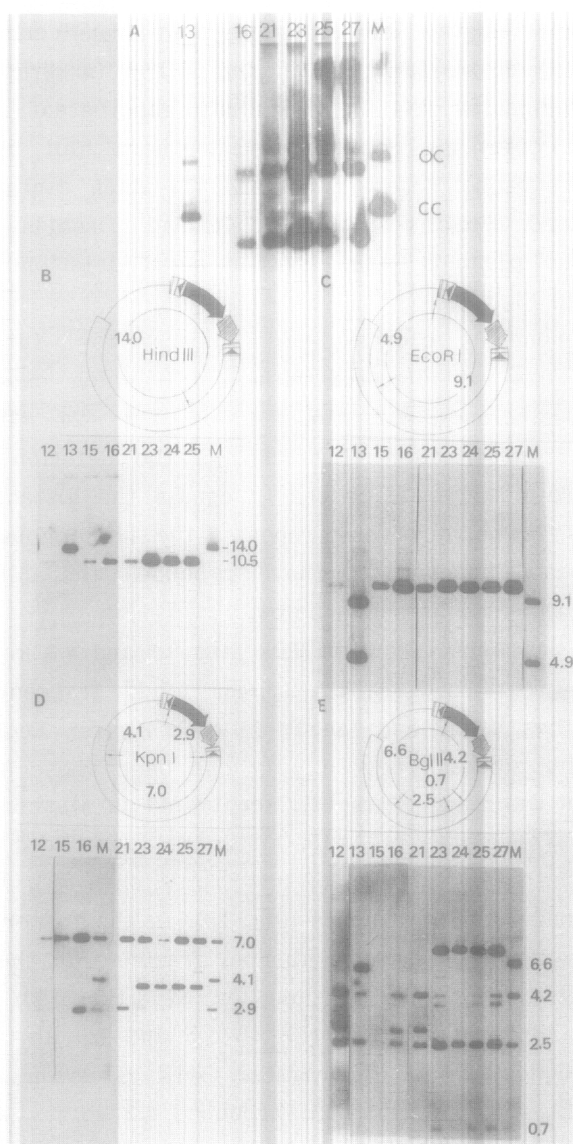 A 13 16 21 23 25 27 M
OC
CC
B
14.0
Hind III
C
4.9
EcoR I
9.1
12 13 15 16 21 23 24 25 M
-14.0
-10.5
12 13 15 16 21 23 24 25 27 M
9.1
4.9
D
4.1 2.9
Kpn I
7.0
E
6.6 4.2
Bgl II
0.7
2.5
12 15 16 M 21 23 24 25 27 M
7.0
4.1
2.9
12 13 15 16 21 23 24 25 27 M
6.6
4.2
2.5
0.7